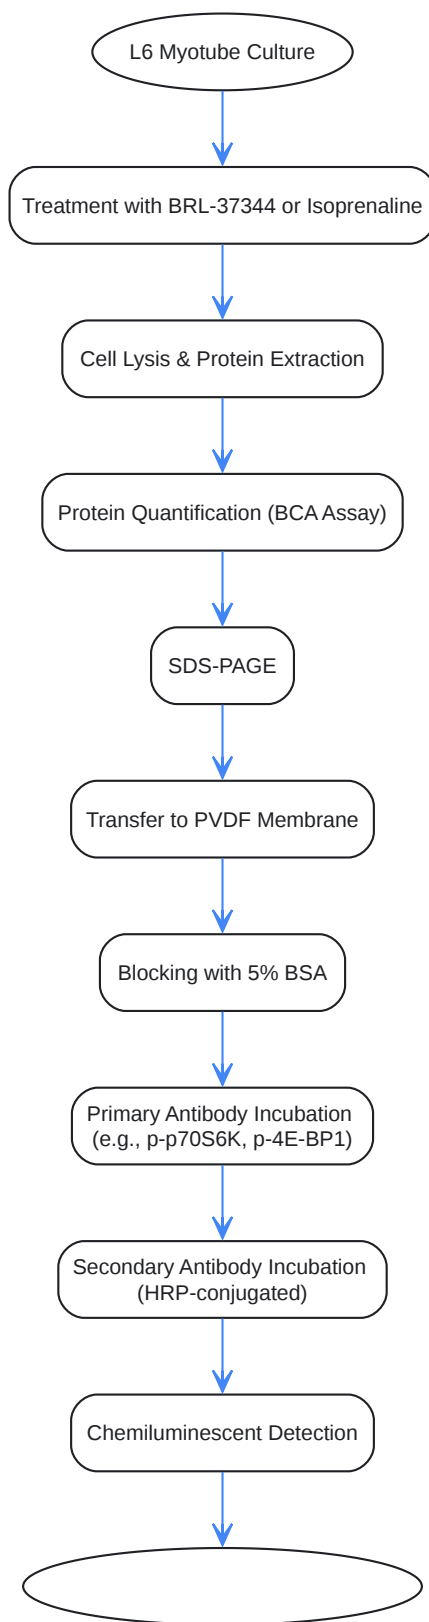 L6 Myotube Culture
Treatment with BRL-37344 or Isoprenaline
Cell Lysis & Protein Extraction
Protein Quantification (BCA Assay)
SDS-PAGE
Transfer to PVDF Membrane
Blocking with 5% BSA
Primary Antibody Incubation
(e.g., p-p70S6K, p-4E-BP1)
Secondary Antibody Incubation
(HRP-conjugated)
Chemiluminescent Detection